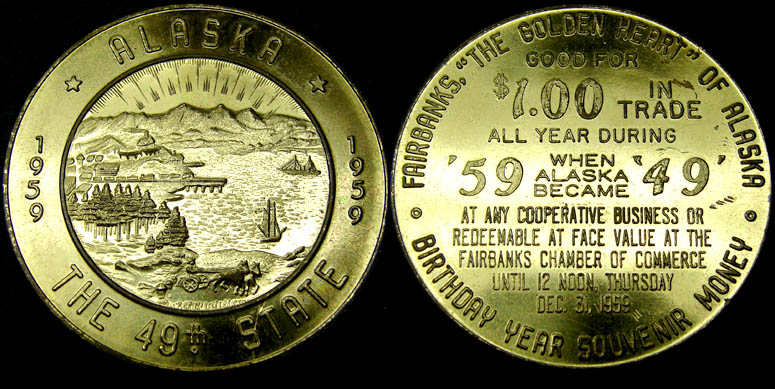 ALASKA
1959
1959
THE 49th STATE
FAIRBANKS, "THE GOLDEN HEART" OF ALASKA
GOOD FOR
$1.00 IN TRADE
ALL YEAR DURING
'59 WHEN ALASKA BECAME '49'
AT ANY COOPERATIVE BUSINESS OR
REDEEMABLE AT FACE VALUE AT THE
FAIRBANKS CHAMBER OF COMMERCE
UNTIL 12 NOON, THURSDAY
DEC. 31, 1959
BIRTHDAY YEAR SOUVENIR MONEY